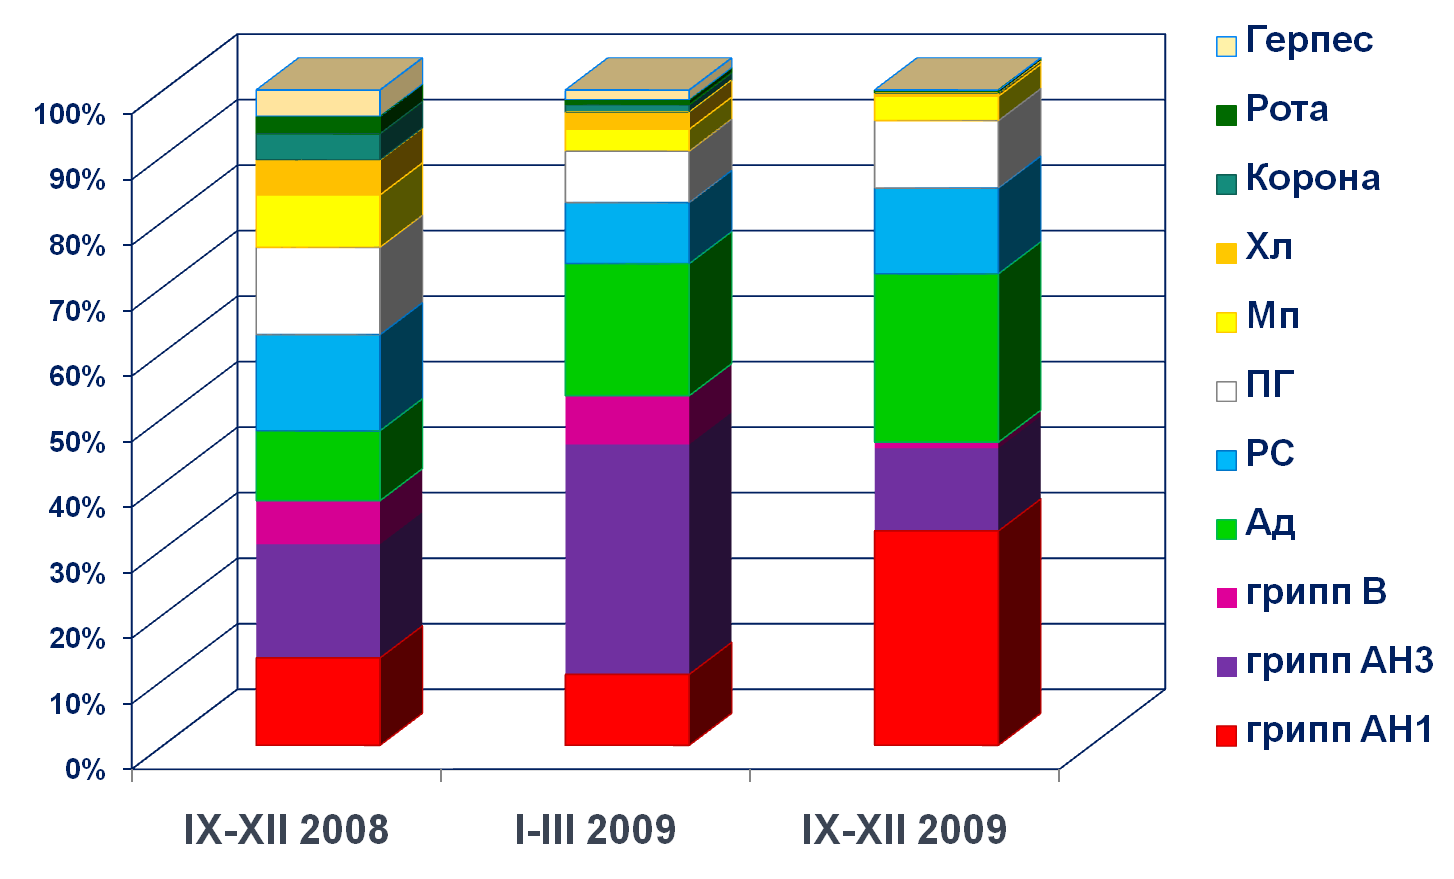 100%
90%
80%
70%
60%
50%
40%
30%
20%
10%
0%
IX-XII 2008
I-III 2009
IX-XII 2009
Герпес
Рота
Корона
Хл
Мп
ПГ
РС
Ад
грипп В
грипп АН3
грипп АН1